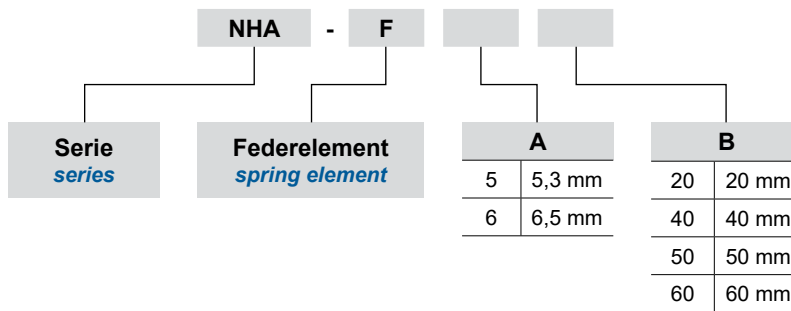 NHA - F
Serie
series
Federelement
spring element
A
5 5,3 mm
6 6,5 mm
B
20 20 mm
40 40 mm
50 50 mm
60 60 mm